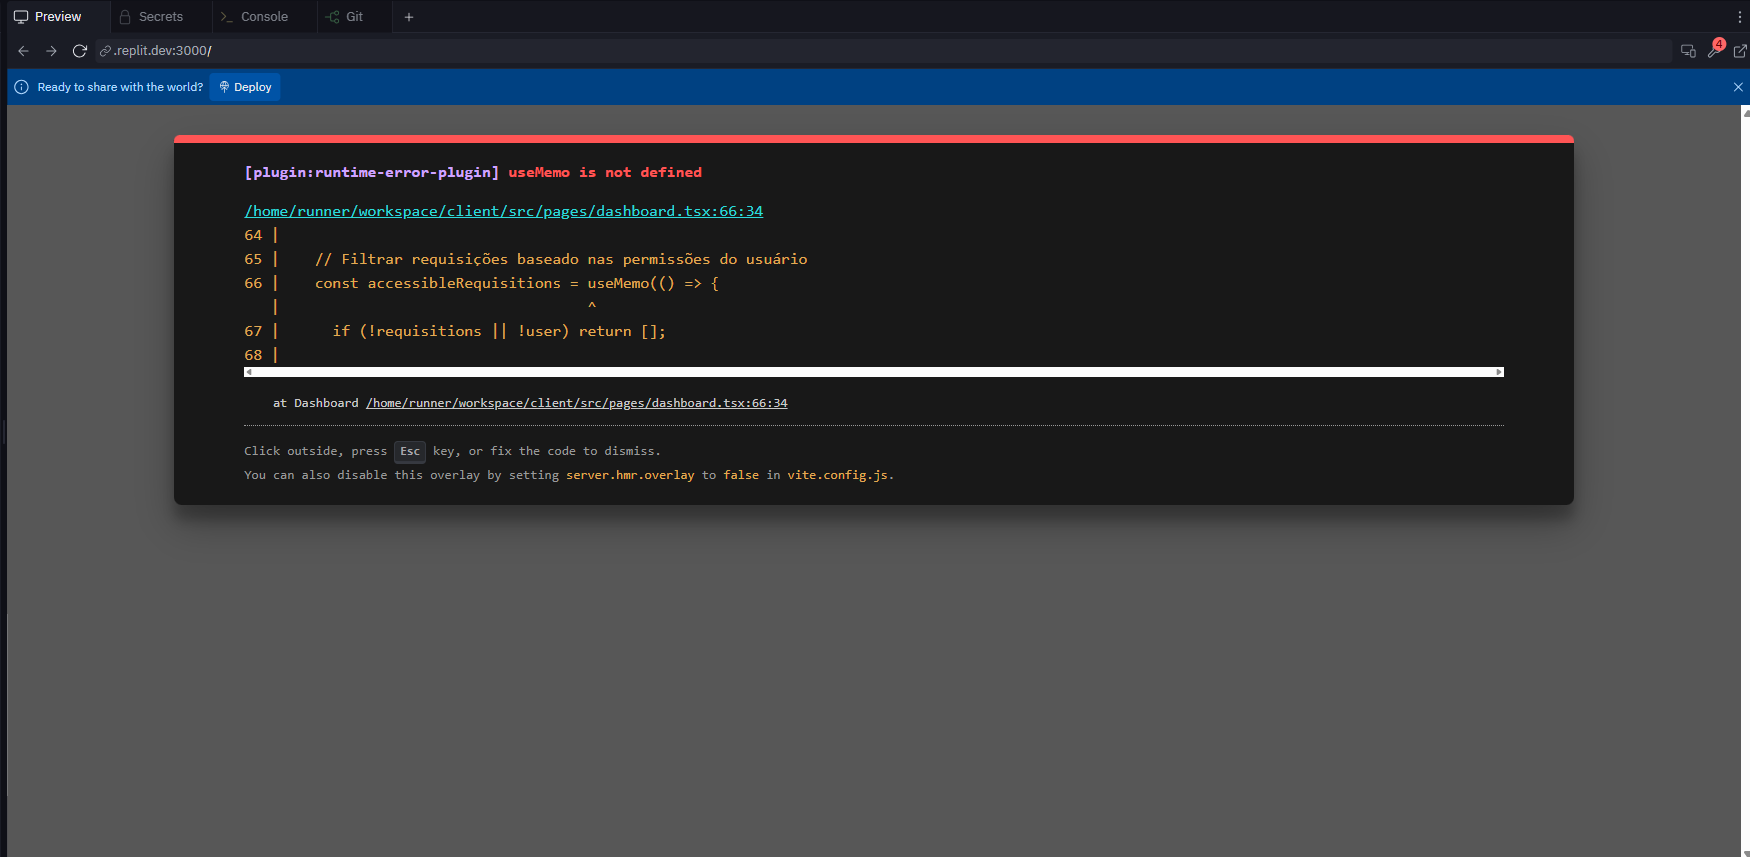 Preview Secrets Console Git
.replit.dev:3000/ 4
Ready to share with the world? Deploy
[plugin:runtime-error-plugin] useMemo is not defined
/home/runner/workspace/client/src/pages/dashboard.tsx:66:34
64 |
65 |    // Filtrar requisições baseado nas permissões do usuário
66 |    const accessibleRequisitions = useMemo(() => {
   |                                   ^
67 |      if (!requisitions || !user) return [];
68 |
at Dashboard /home/runner/workspace/client/src/pages/dashboard.tsx:66:34
Click outside, press Esc key, or fix the code to dismiss.
You can also disable this overlay by setting server.hmr.overlay to false in vite.config.js.